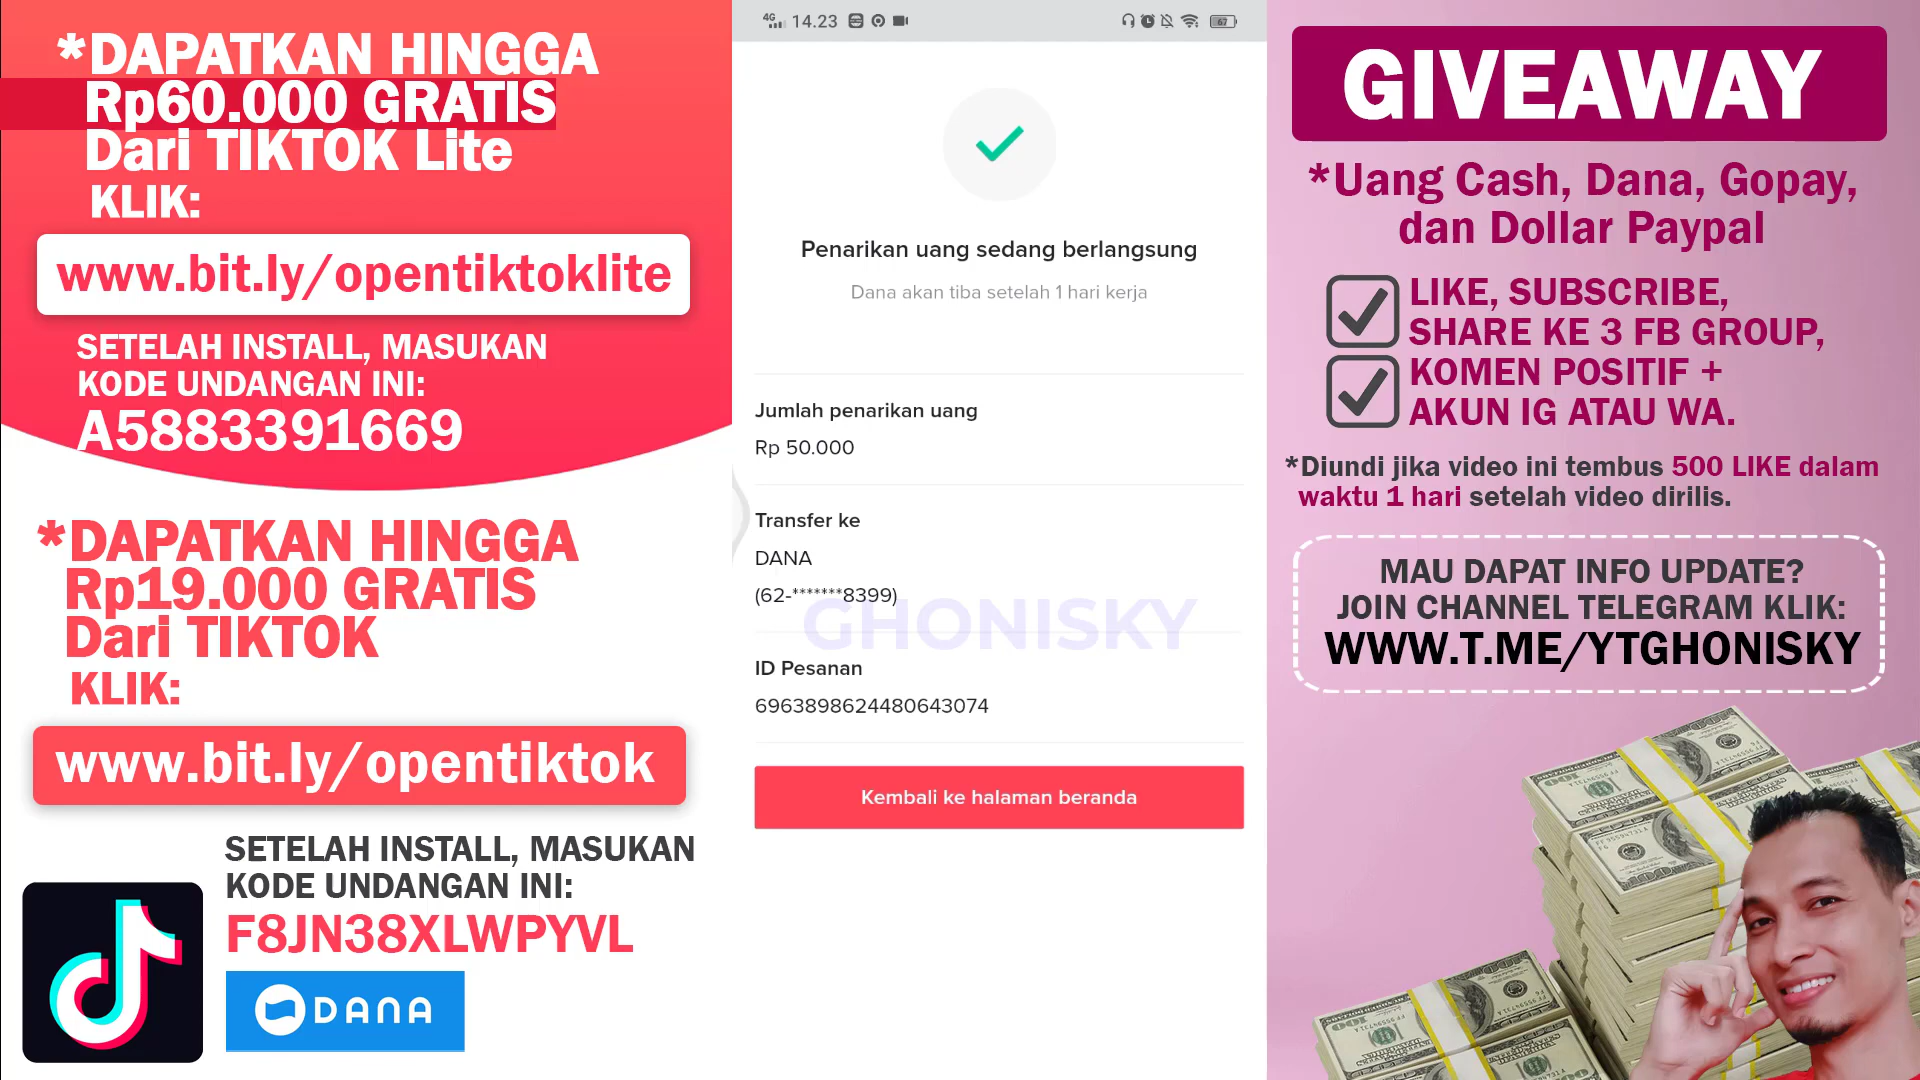 *DAPATKAN HINGGA
Rp60.000 GRATIS
Dari TIKTOK Lite
KLIK:
www.bit.ly/opentiktoklite
SETELAH INSTALL, MASUKAN
KODE UNDANGAN INI:
A5883391669
*DAPATKAN HINGGA
Rp19.000 GRATIS
Dari TIKTOK
KLIK:
www.bit.ly/opentiktok
SETELAH INSTALL, MASUKAN
KODE UNDANGAN INI:
F8JN38XLWPYVL
DANA
4G 14.23 67
Penarikan uang sedang berlangsung
Dana akan tiba setelah 1 hari kerja
Jumlah penarikan uang
Rp 50.000
Transfer ke
DANA
(62-*******8399)
GHONISKY
ID Pesanan
6963898624480643074
Kembali ke halaman beranda
GIVEAWAY
*Uang Cash, Dana, Gopay,
dan Dollar Paypal
LIKE, SUBSCRIBE,
SHARE KE 3 FB GROUP,
KOMEN POSITIF +
AKUN IG ATAU WA.
*Diundi jika video ini tembus 500 LIKE dalam
waktu 1 hari setelah video dirilis.
MAU DAPAT INFO UPDATE?
JOIN CHANNEL TELEGRAM KLIK:
WWW.T.ME/YTGHONISKY